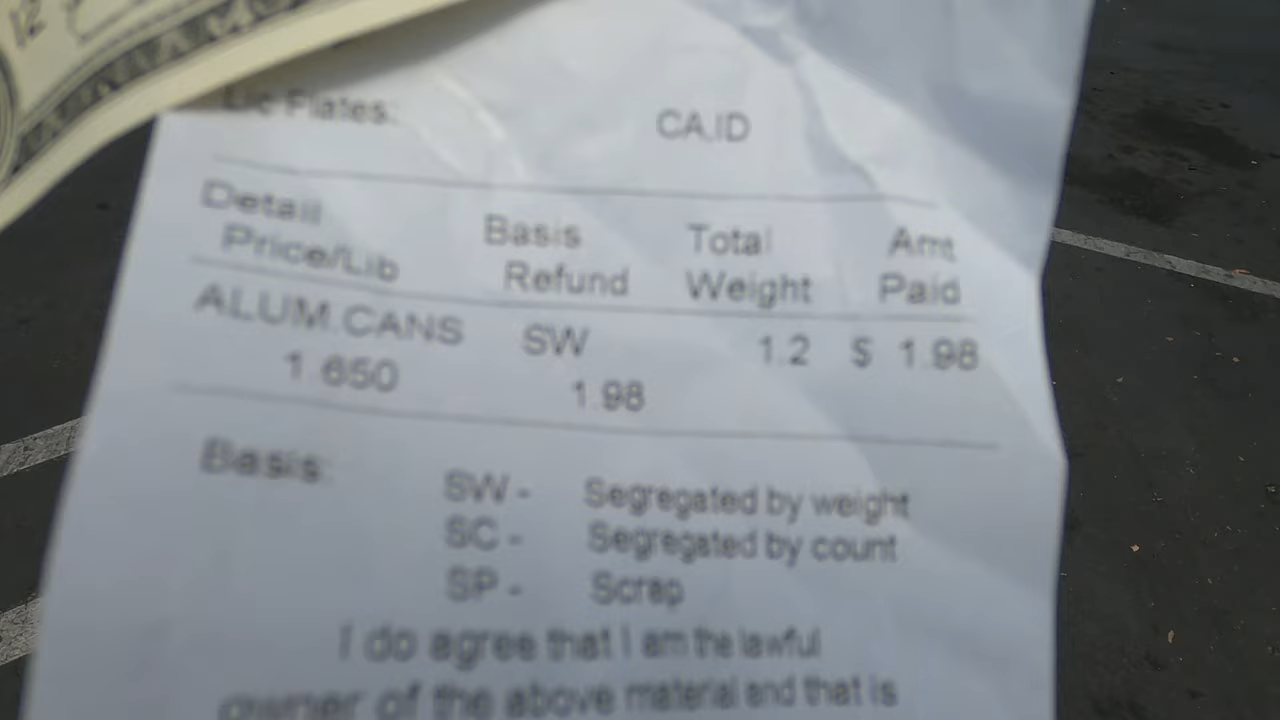 12
Lic Plates: CA.ID
Detail Basis Total Amt
Price/Lib Refund Weight Paid
ALUM.CANS SW 1.2 $ 1.98
1.650 1.98
Basis:
SW - Segregated by weight
SC - Segregated by count
SP - Scrap
I do agree that I am the lawful
owner of the above material and that is